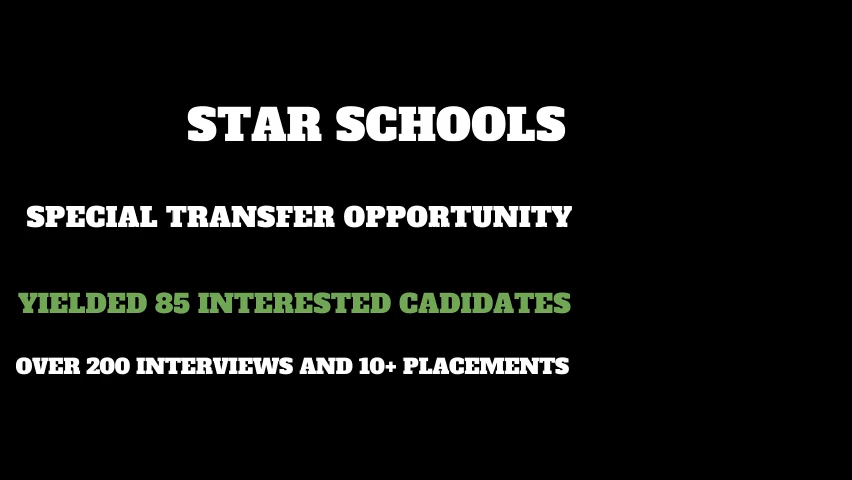 STAR SCHOOLS
SPECIAL TRANSFER OPPORTUNITY
YIELDED 85 INTERESTED CADIDATES
OVER 200 INTERVIEWS AND 10+ PLACEMENTS